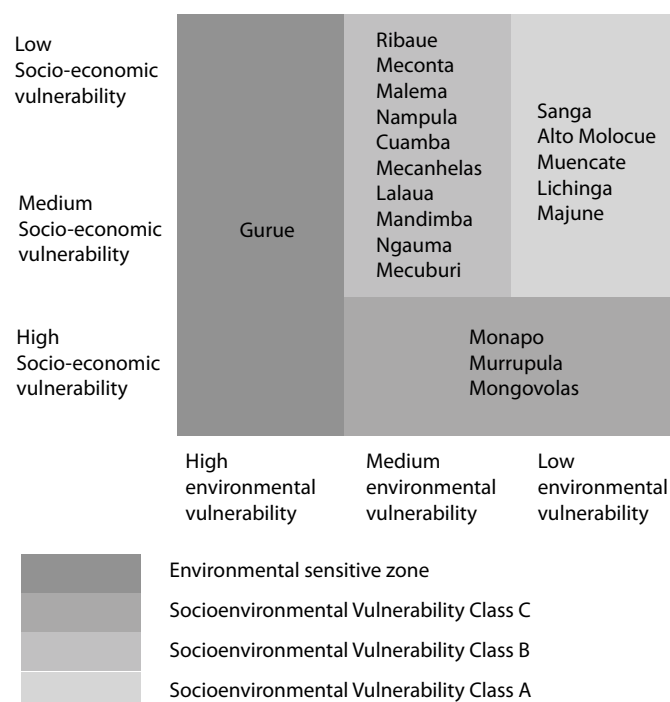 Low
Socio-economic
vulnerability
Medium
Socio-economic
vulnerability
High
Socio-economic
vulnerability
Gurue
Ribaue
Meconta
Malema
Nampula
Cuamba
Mecanhelas
Lalaua
Mandimba
Ngauma
Mecuburi
Sanga
Alto Molocue
Muencate
Lichinga
Majune
Monapo
Murrupula
Mongovolas
High
environmental
vulnerability
Medium
environmental
vulnerability
Low
environmental
vulnerability
Environmental sensitive zone
Socioenvironmental Vulnerability Class C
Socioenvironmental Vulnerability Class B
Socioenvironmental Vulnerability Class A